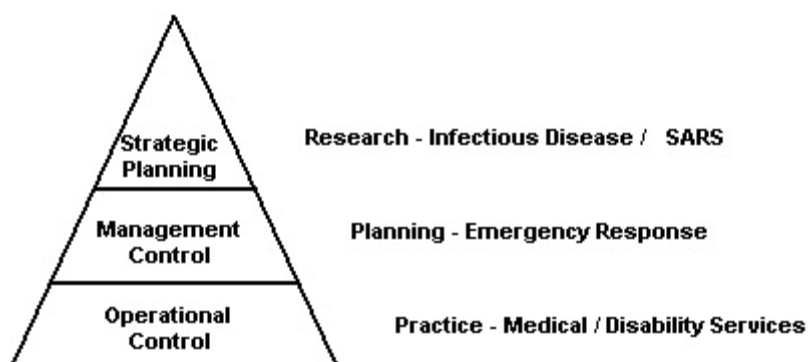 Strategic
Planning
Research - Infectious Disease / SARS
Management
Control
Planning - Emergency Response
Operational
Control
Practice - Medical / Disability Services